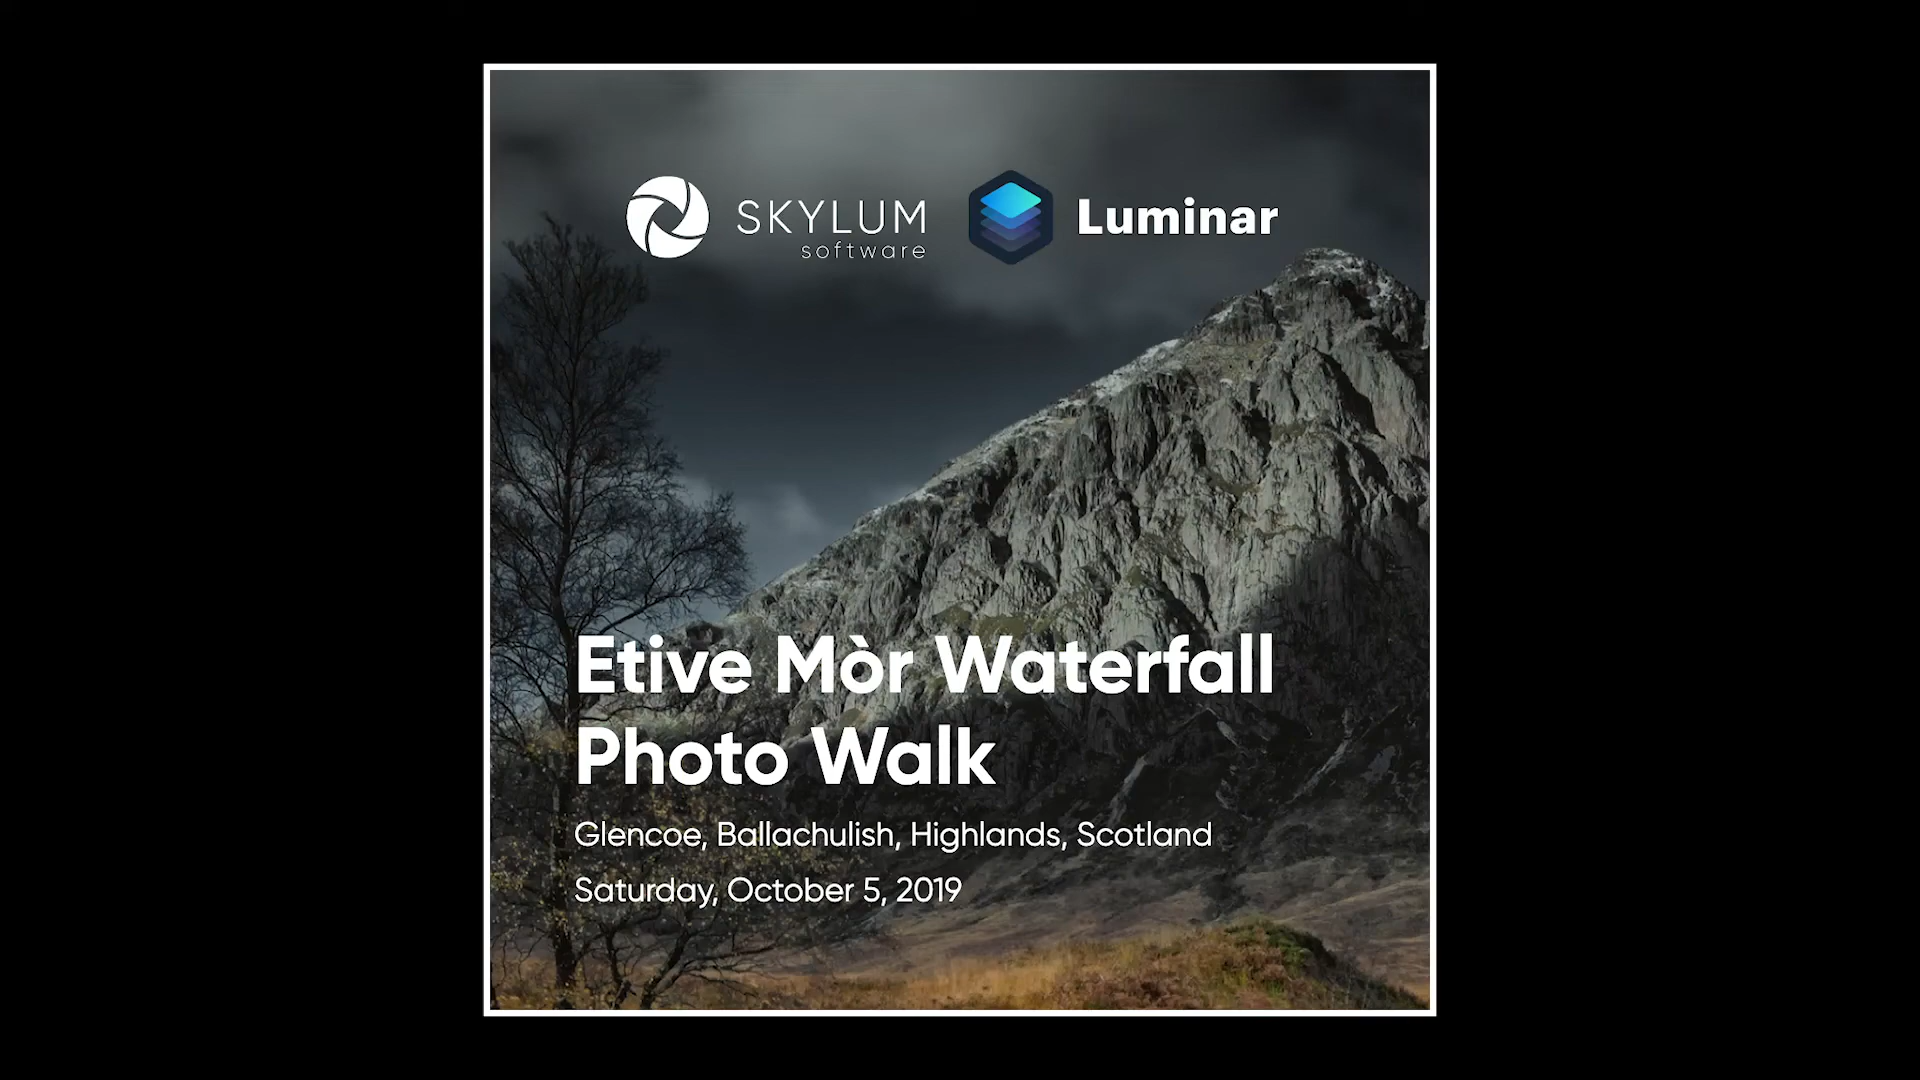 SKYLUM
software
Luminar
Etive Mòr Waterfall
Photo Walk
Glencoe, Ballachulish, Highlands, Scotland
Saturday, October 5, 2019